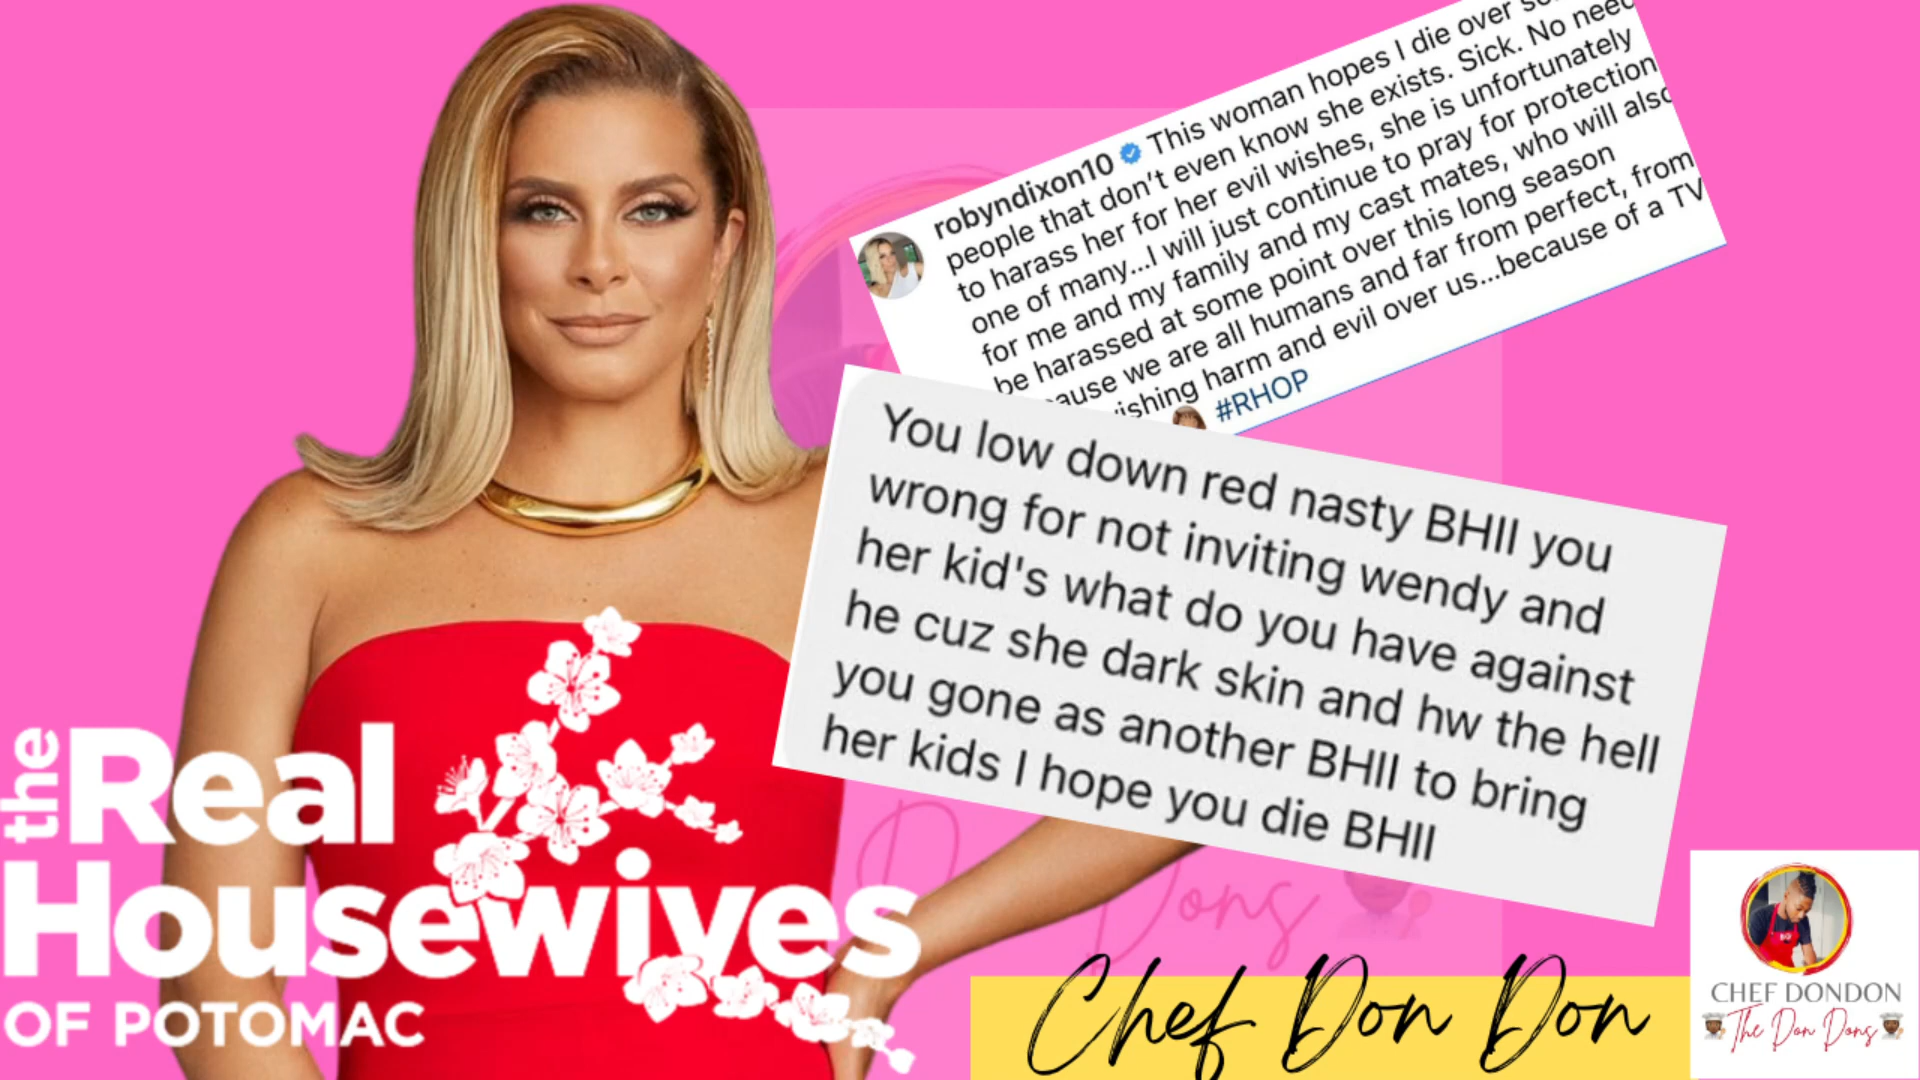 robyndixon10 This woman hopes I die over
people that don't even know she exists. Sick. No need
to harass her for her evil wishes, she is unfortunately
one of many...I will just continue to pray for protection
for me and my family and my cast mates, who will also
be harassed at some point over this long season
ause we are all humans and far from perfect, from
ishing harm and evil over us...because of a TV
#RHOP
You low down red nasty BHII you
wrong for not inviting wendy and
her kid's what do you have against
he cuz she dark skin and hw the hell
you gone as another BHII to bring
her kids I hope you die BHII
the Real
Housewives
OF POTOMAC
Dons
Chef Don Don
CHEF DONDON
The Don Dons